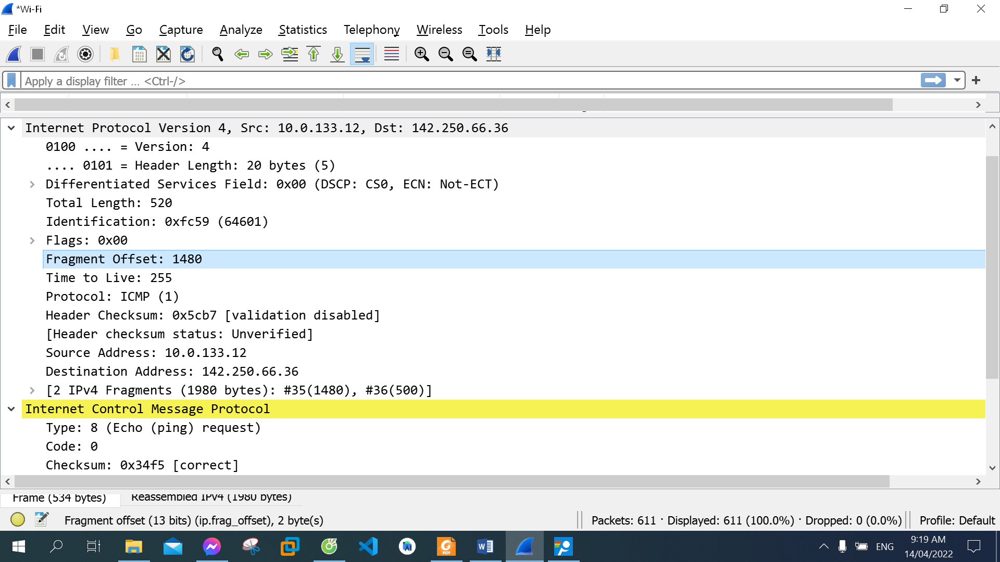 *Wi-Fi
File Edit View Go Capture Analyze Statistics Telephony Wireless Tools Help
Apply a display filter ... <Ctrl-/>
Internet Protocol Version 4, Src: 10.0.133.12, Dst: 142.250.66.36
0100 .... = Version: 4
.... 0101 = Header Length: 20 bytes (5)
Differentiated Services Field: 0x00 (DSCP: CS0, ECN: Not-ECT)
Total Length: 520
Identification: 0xfc59 (64601)
Flags: 0x00
Fragment Offset: 1480
Time to Live: 255
Protocol: ICMP (1)
Header Checksum: 0x5cb7 [validation disabled]
[Header checksum status: Unverified]
Source Address: 10.0.133.12
Destination Address: 142.250.66.36
[2 IPv4 Fragments (1980 bytes): #35(1480), #36(500)]
Internet Control Message Protocol
Type: 8 (Echo (ping) request)
Code: 0
Checksum: 0x34f5 [correct]
Frame (534 bytes) Reassembled IPv4 (1980 bytes)
Fragment offset (13 bits) (ip.frag_offset), 2 byte(s) Packets: 611 · Displayed: 611 (100.0%) · Dropped: 0 (0.0%) Profile: Default
ENG 9:19 AM
14/04/2022